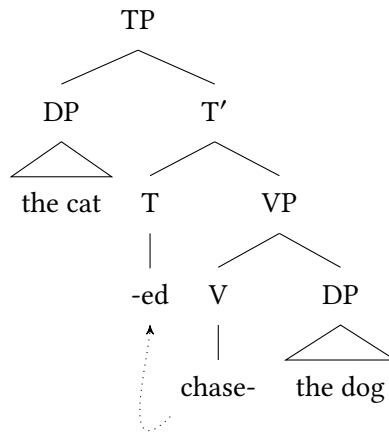 TP
DP T′
the cat T VP
-ed V DP
chase- the dog